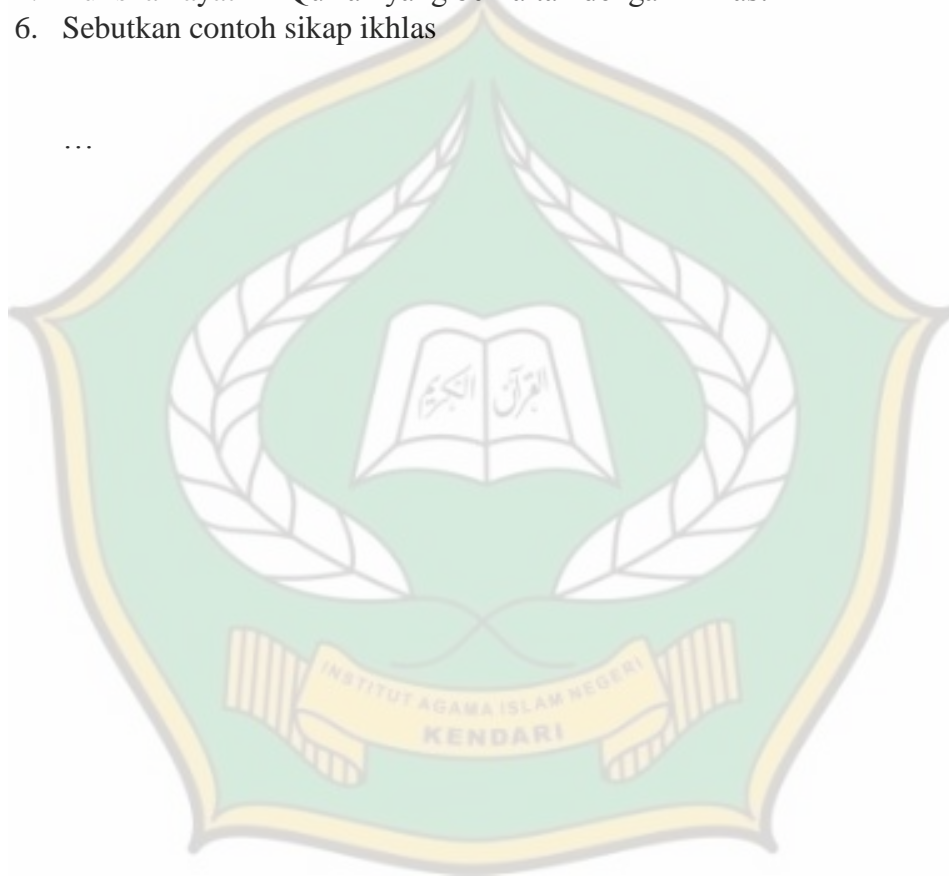 6. Sebutkan contoh sikap ikhlas
…
القرآن الكريم
INSTITUT AGAMA ISLAM NEGERI
KENDARI